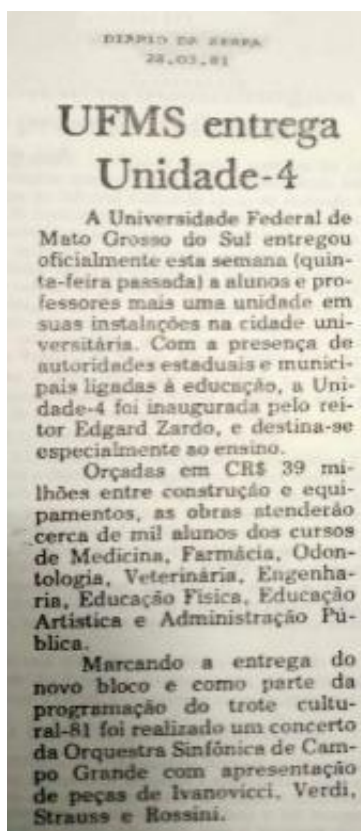 DIARIO DA SERRA
28.03.81
UFMS entrega
Unidade-4
A Universidade Federal de
Mato Grosso do Sul entregou
oficialmente esta semana (quin-
ta-feira passada) a alunos e pro-
fessores mais uma unidade em
suas instalações na cidade uni-
versitária. Com a presença de
autoridades estaduais e munici-
pais ligadas à educação, a Uni-
dade-4 foi inaugurada pelo rei-
tor Edgard Zardo, e destina-se
especialmente ao ensino.
Orçadas em CR$ 39 mi-
lhões entre construção e equi-
pamentos, as obras atenderão
cerca de mil alunos dos cursos
de Medicina, Farmácia, Odon-
tologia, Veterinária, Engenha-
ria, Educação Física, Educação
Artística e Administração Pú-
blica.
Marcando a entrega do
novo bloco e como parte da
programação do trote cultu-
ral-81 foi realizado um concerto
da Orquestra Sinfônica de Cam-
po Grande com apresentação
de peças de Ivanovicci, Verdi,
Strauss e Rossini.